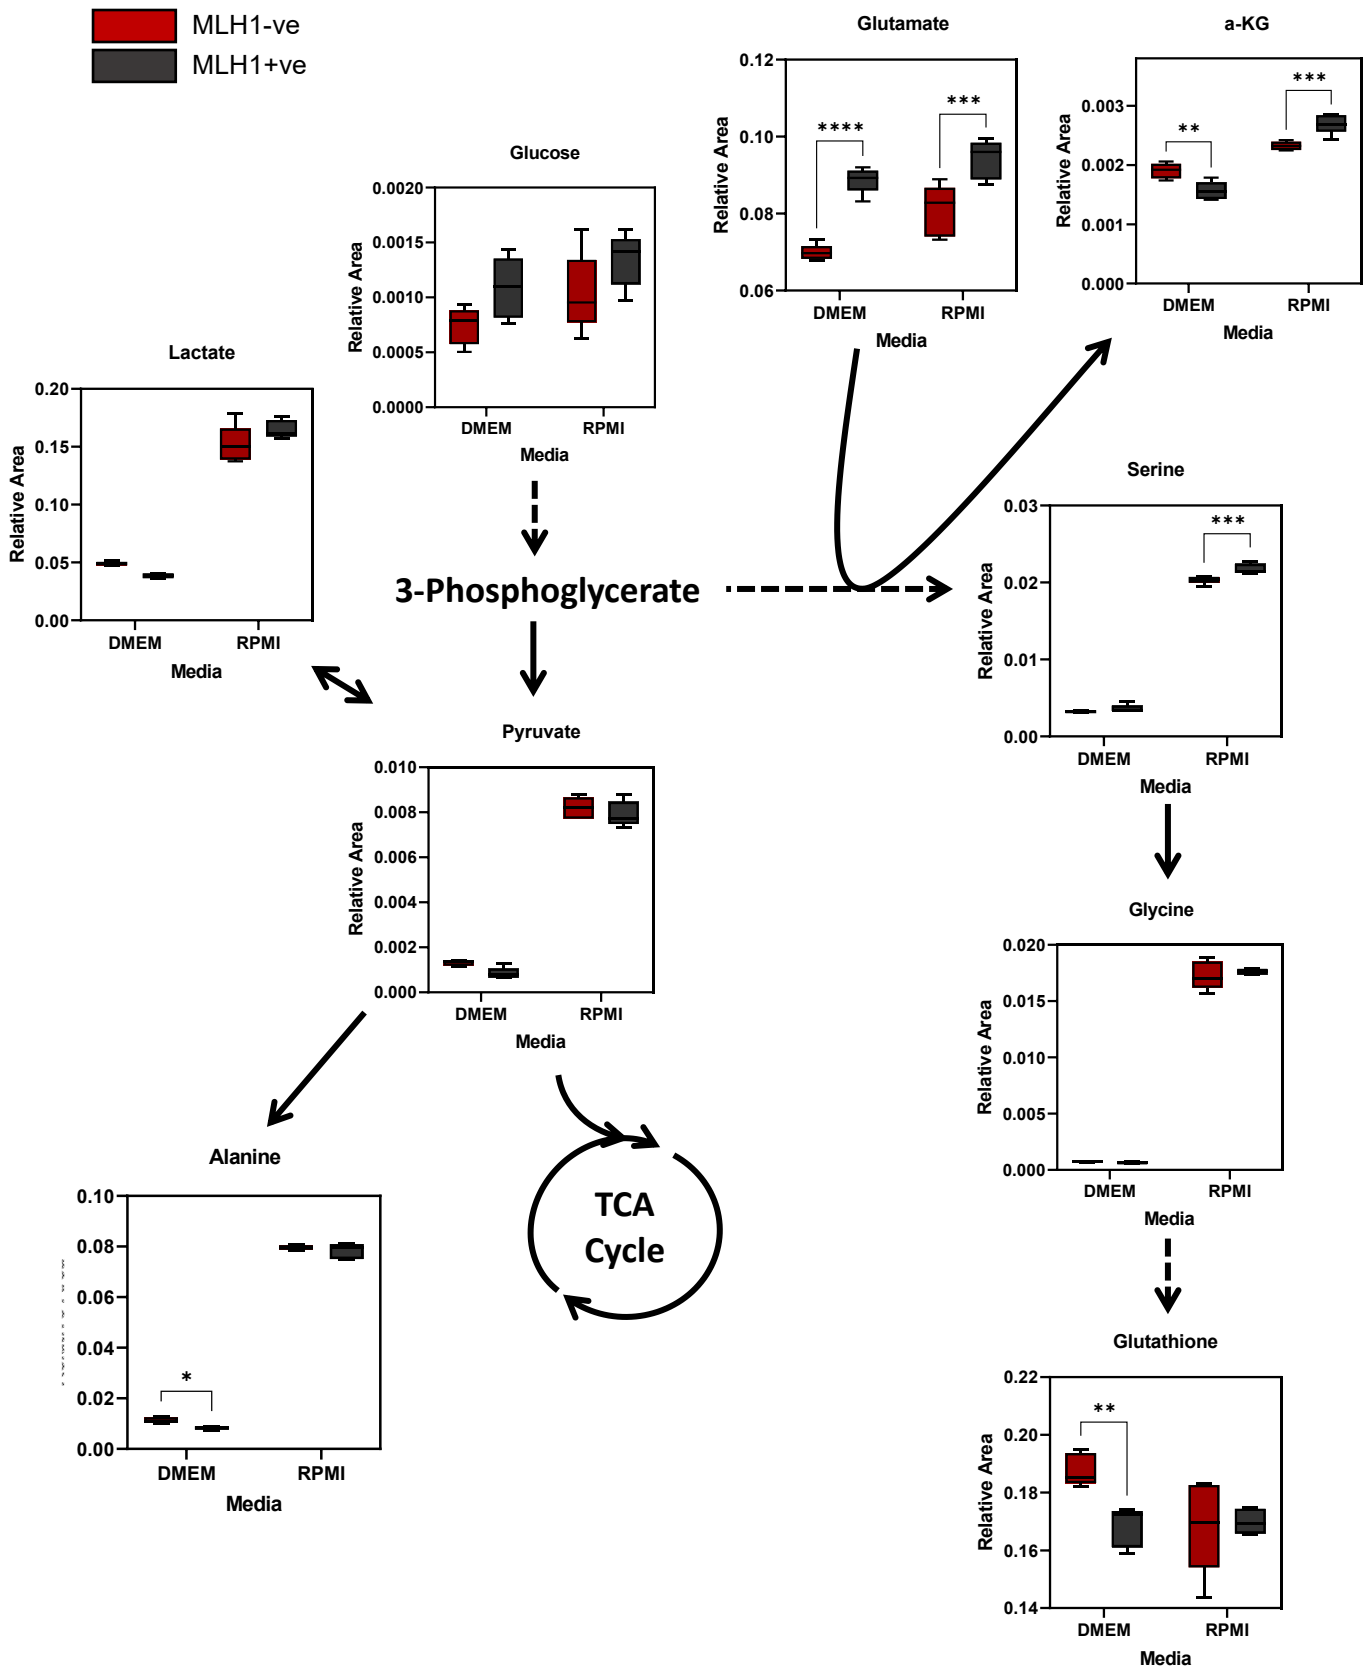 MLH1-ve
MLH1+ve
Glutamate
0.12
0.10
0.08
0.06
Relative Area
****
***
DMEM
RPMI
Media
a-KG
0.003
0.002
0.001
0.000
Relative Area
**
***
DMEM
RPMI
Media
Glucose
0.0020
0.0015
0.0010
0.0005
0.0000
Relative Area
DMEM
RPMI
Media
Lactate
0.20
0.15
0.10
0.05
0.00
Relative Area
DMEM
RPMI
Media
3-Phosphoglycerate
Serine
0.03
0.02
0.01
0.00
Relative Area
***
DMEM
RPMI
Media
Pyruvate
0.010
0.008
0.006
0.004
0.002
0.000
Relative Area
DMEM
RPMI
Media
Glycine
0.020
0.015
0.010
0.005
0.000
Relative Area
DMEM
RPMI
Media
Alanine
0.10
0.08
0.06
0.04
0.02
0.00
*
DMEM
RPMI
Media
TCA
Cycle
Glutathione
0.22
0.20
0.18
0.16
0.14
Relative Area
**
DMEM
RPMI
Media